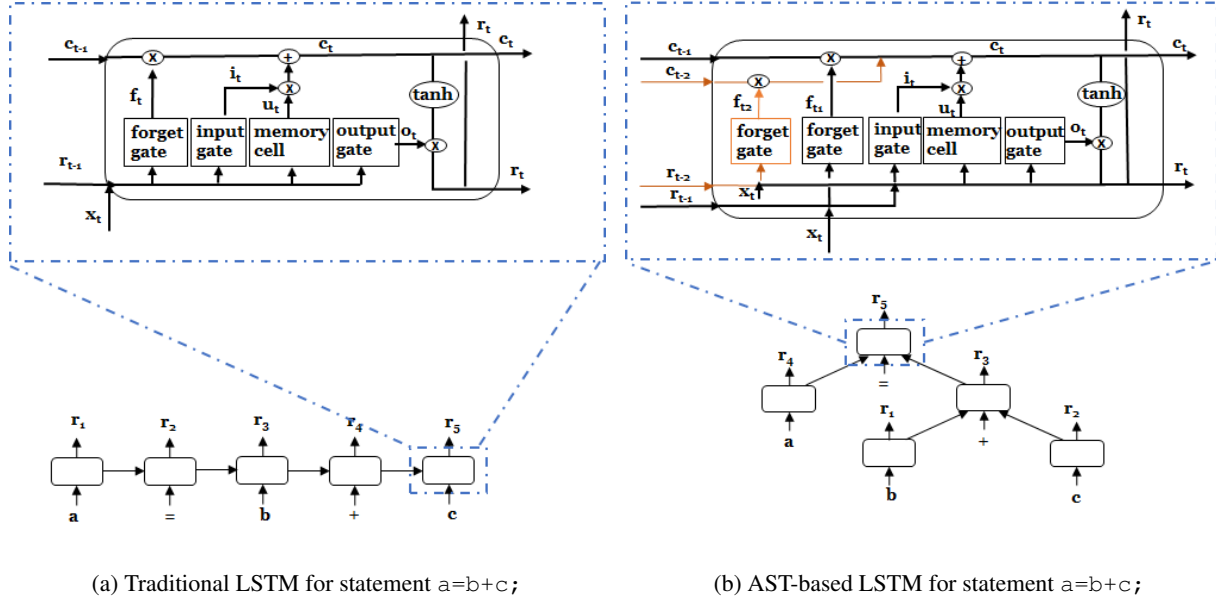 r_t
c_{t-1} c_t c_t
x +
i_t
f_t u_t x tanh
forget gate
input gate
memory cell
output gate
o_t x
r_{t-1} r_t
x_t
r_1 r_2 r_3 r_4 r_5
a = b + c
(a) Traditional LSTM for statement a=b+c;
r_t
c_{t-1} c_t c_t
x +
c_{t-2} x i_t x tanh
f_{t2} f_{t1} u_t
forget gate
forget gate
input gate
memory cell
output gate
o_t x
r_{t-2} r_t
x_t
r_{t-1}
x_t
r_5
r_4 r_3
=
a r_1 r_2
+
b c
(b) AST-based LSTM for statement a=b+c;